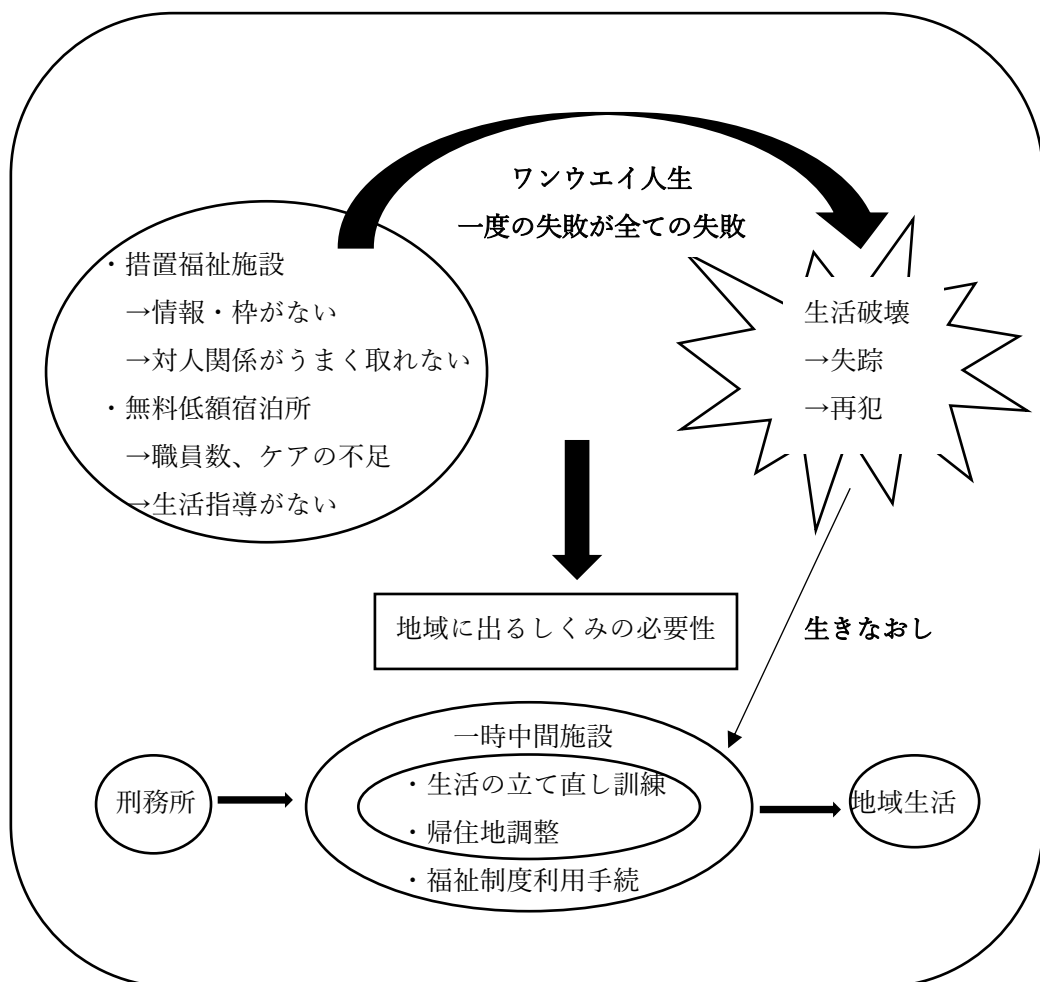 ワンウエイ人生
一度の失敗が全ての失敗
・措置福祉施設
→情報・枠がない
→対人関係がうまく取れない
・無料低額宿泊所
→職員数、ケアの不足
→生活指導がない
生活破壊
→失踪
→再犯
地域に出るしくみの必要性
生きなおし
刑務所
一時中間施設
・生活の立て直し訓練
・帰住地調整
・福祉制度利用手続
地域生活